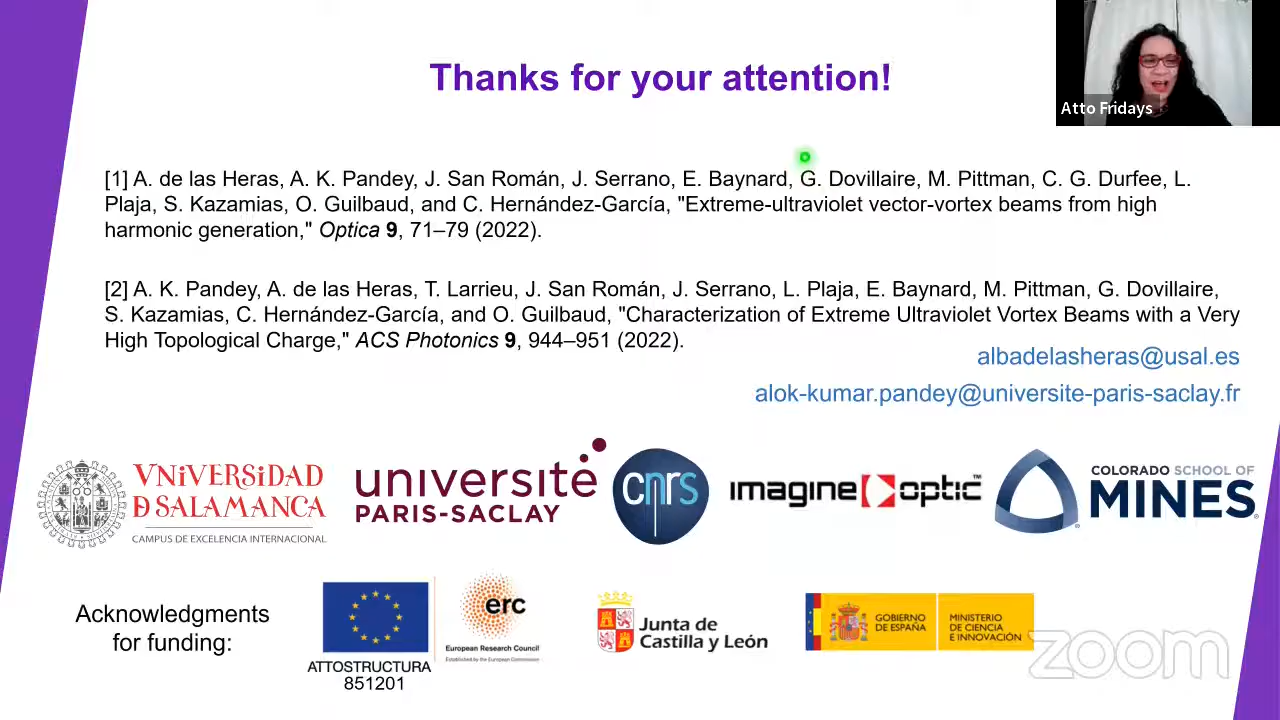 Thanks for your attention!
Atto Fridays
[1] A. de las Heras, A. K. Pandey, J. San Román, J. Serrano, E. Baynard, G. Dovillaire, M. Pittman, C. G. Durfee, L.
Plaja, S. Kazamias, O. Guilbaud, and C. Hernández-García, "Extreme-ultraviolet vector-vortex beams from high
harmonic generation," Optica 9, 71–79 (2022).
[2] A. K. Pandey, A. de las Heras, T. Larrieu, J. San Román, J. Serrano, L. Plaja, E. Baynard, M. Pittman, G. Dovillaire,
S. Kazamias, C. Hernández-García, and O. Guilbaud, "Characterization of Extreme Ultraviolet Vortex Beams with a Very
High Topological Charge," ACS Photonics 9, 944–951 (2022).
albadelasheras@usal.es
alok-kumar.pandey@universite-paris-saclay.fr
VNiVERSiDAD
D SALAMANCA
CAMPUS DE EXCELENCIA INTERNACIONAL
université
PARIS-SACLAY
cnrs
imagine optic™
COLORADO SCHOOL OF
MINES®
Acknowledgments
for funding:
ATTOSTRUCTURA
851201
erc
European Research Council
Established by the European Commission
Junta de
Castilla y León
GOBIERNO
DE ESPAÑA
MINISTERIO
DE CIENCIA
E INNOVACIÓN
zoom